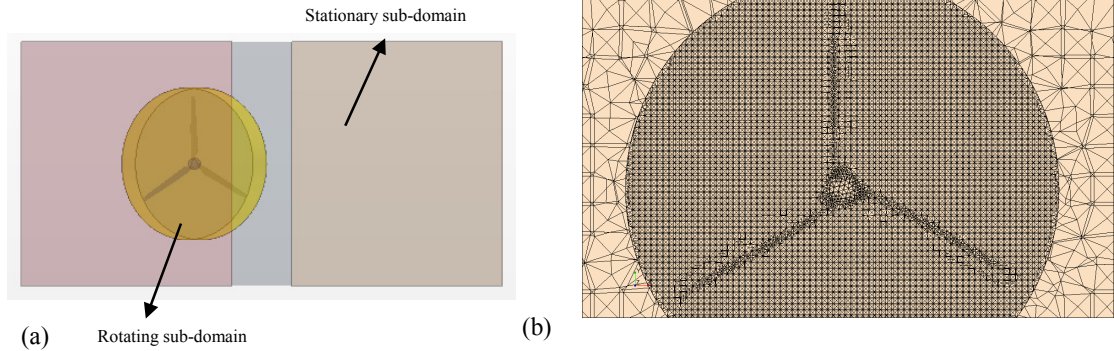 Stationary sub-domain
(a)
Rotating sub-domain
(b)